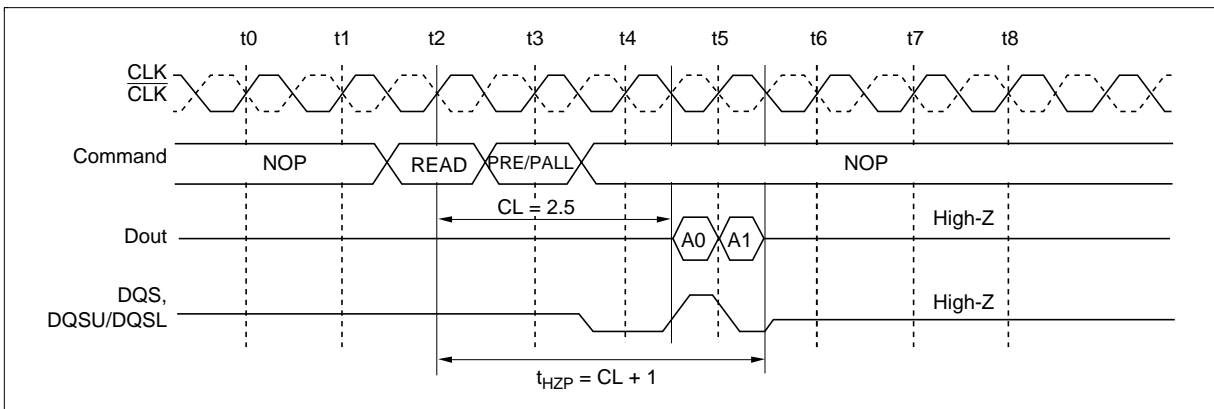 t0 t1 t2 t3 t4 t5 t6 t7 t8
CLK
CLK
Command NOP READ PRE/PALL NOP
CL = 2.5
Dout A0 A1 High-Z
DQS,
DQSU/DQSL High-Z
tHZP = CL + 1